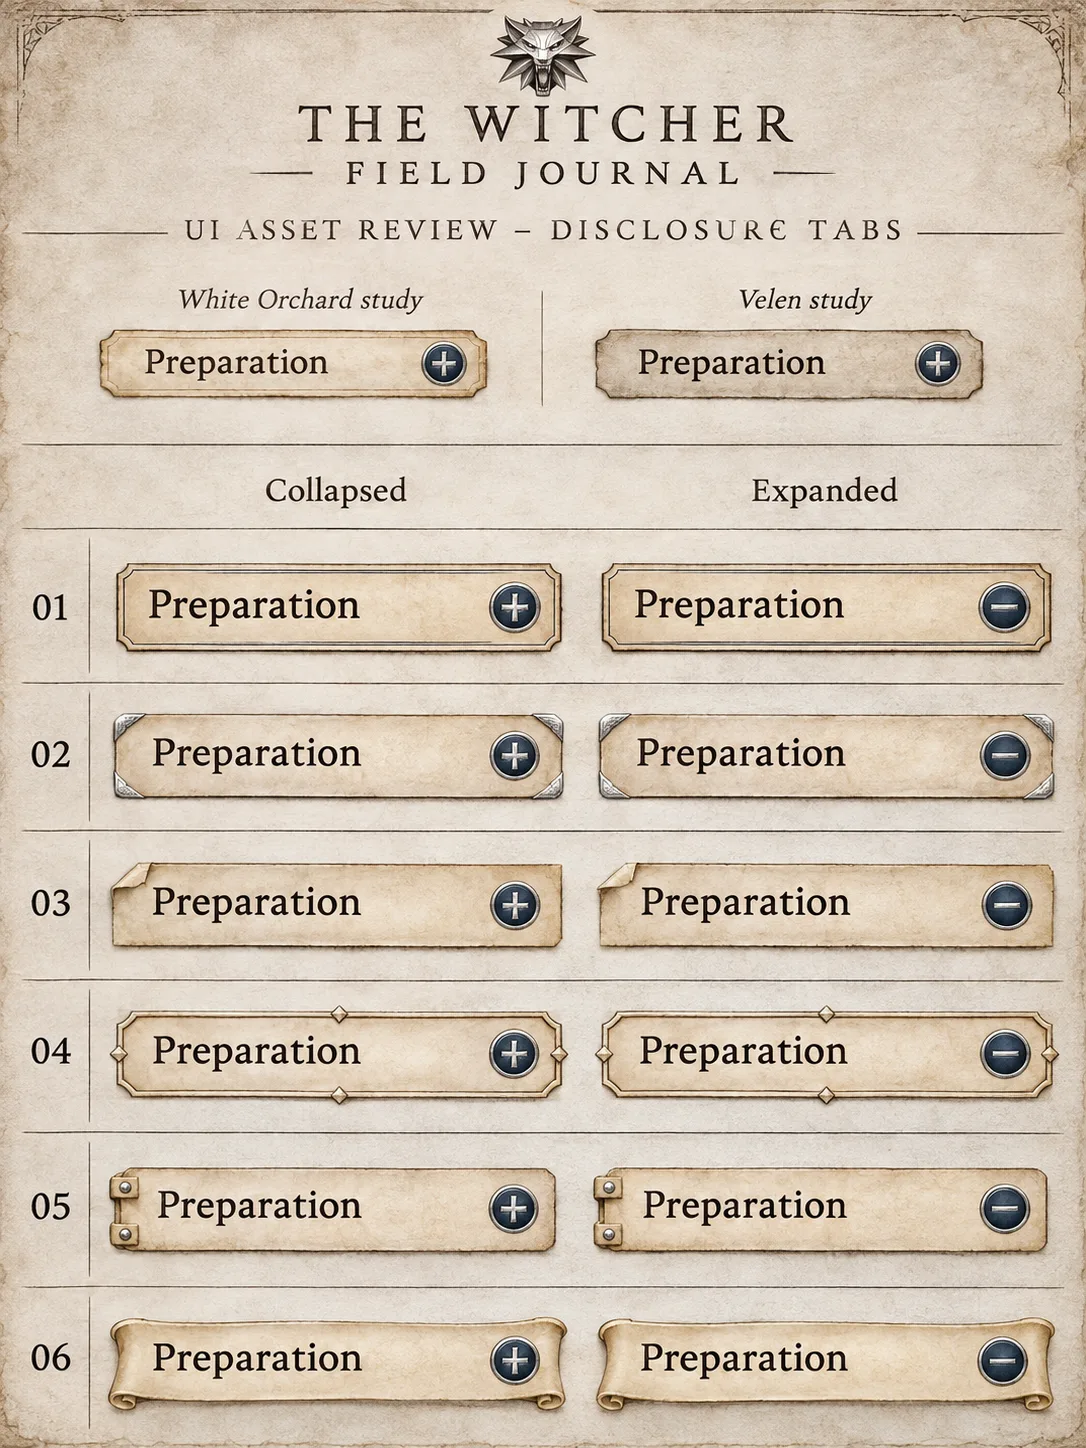 THE WITCHER
FIELD JOURNAL
UI ASSET REVIEW – DISCLOSURE TABS
White Orchard study
Velen study
Preparation
Preparation
Collapsed
Expanded
01
Preparation
Preparation
02
Preparation
Preparation
03
Preparation
Preparation
04
Preparation
Preparation
05
Preparation
Preparation
06
Preparation
Preparation